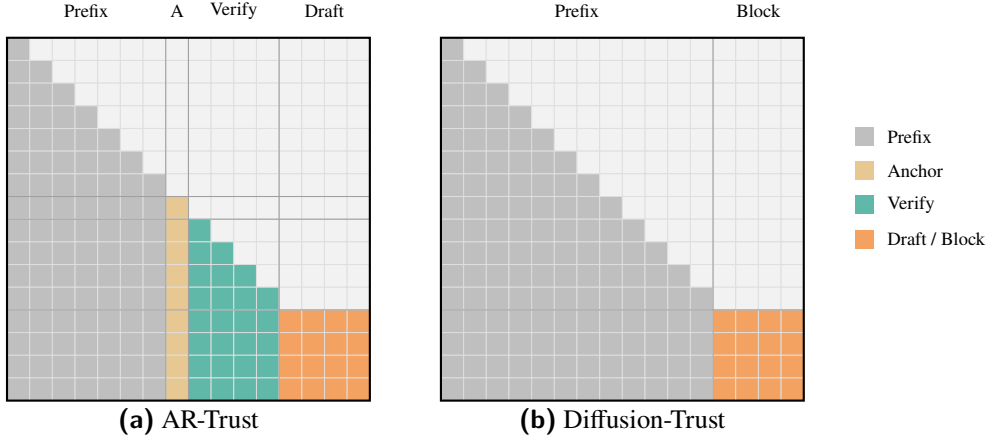 Prefix A Verify Draft
Prefix Block
Prefix
Anchor
Verify
Draft / Block
(a) AR-Trust
(b) Diffusion-Trust